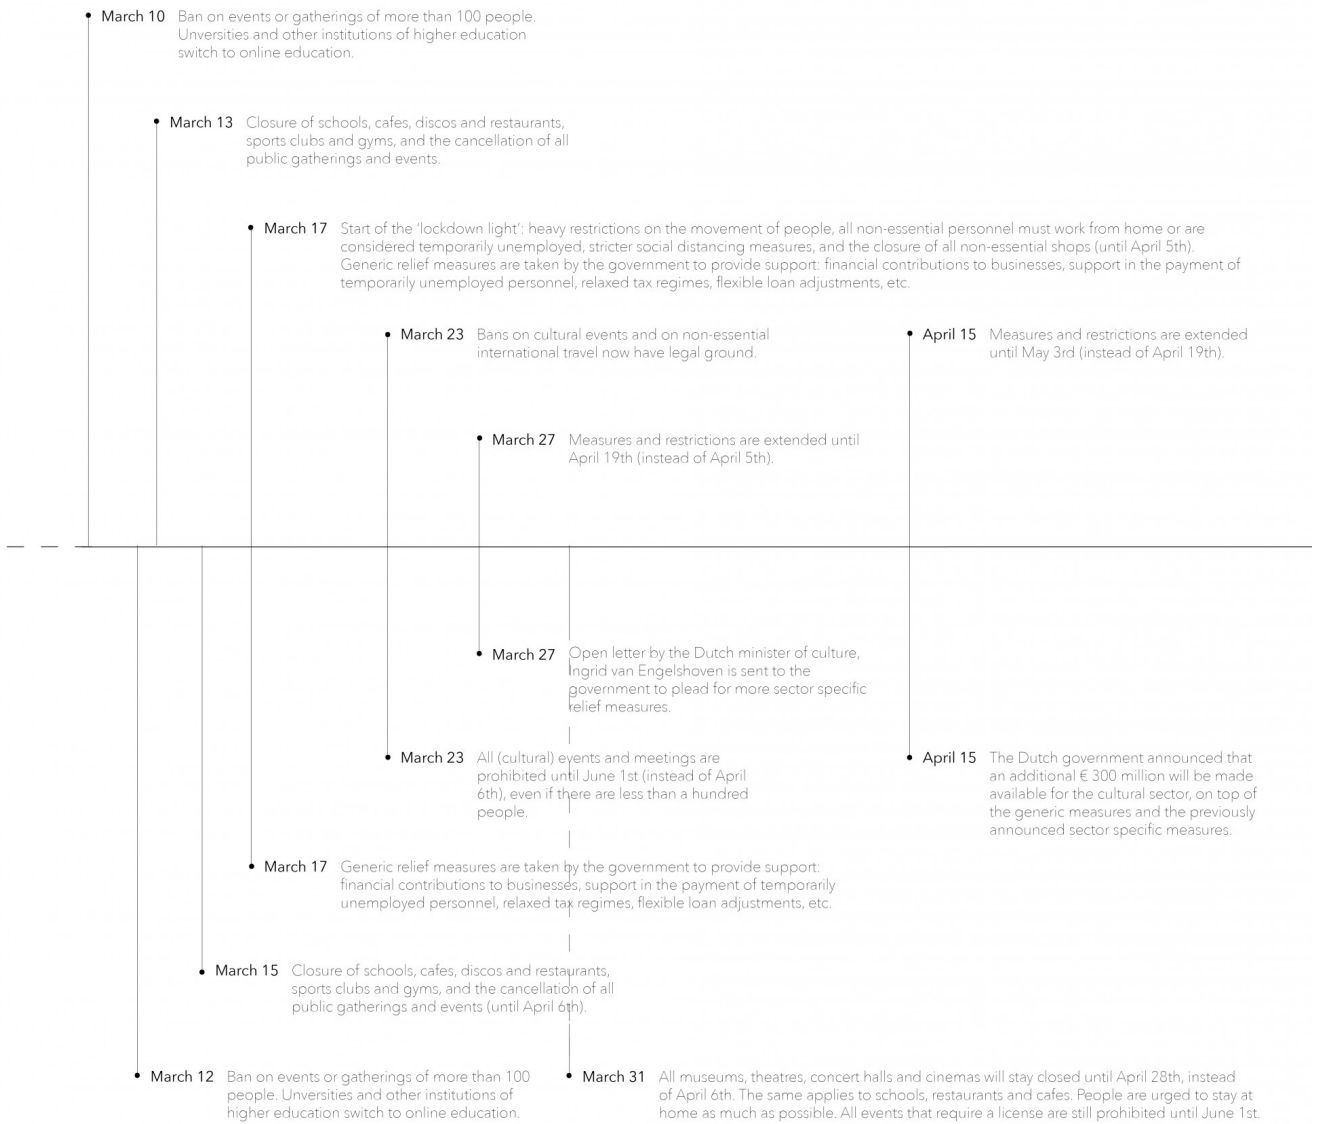 March 10 Ban on events or gatherings of more than 100 people.
Unversities and other institutions of higher education
switch to online education.
March 13 Closure of schools, cafes, discos and restaurants,
sports clubs and gyms, and the cancellation of all
public gatherings and events.
March 17 Start of the 'lockdown light': heavy restrictions on the movement of people, all non-essential personnel must work from home or are
considered temporarily unemployed, stricter social distancing measures, and the closure of all non-essential shops (until April 5th).
Generic relief measures are taken by the government to provide support: financial contributions to businesses, support in the payment of
temporarily unemployed personnel, relaxed tax regimes, flexible loan adjustments, etc.
March 23 Bans on cultural events and on non-essential
international travel now have legal ground.
April 15 Measures and restrictions are extended
until May 3rd (instead of April 19th).
March 27 Measures and restrictions are extended until
April 19th (instead of April 5th).
March 27 Open letter by the Dutch minister of culture,
Ingrid van Engelshoven is sent to the
government to plead for more sector specific
relief measures.
March 23 All (cultural) events and meetings are
prohibited until June 1st (instead of April
6th), even if there are less than a hundred
people.
April 15 The Dutch government announced that
an additional € 300 million will be made
available for the cultural sector, on top of
the generic measures and the previously
announced sector specific measures.
March 17 Generic relief measures are taken by the government to provide support:
financial contributions to businesses, support in the payment of temporarily
unemployed personnel, relaxed tax regimes, flexible loan adjustments, etc.
March 15 Closure of schools, cafes, discos and restaurants,
sports clubs and gyms, and the cancellation of all
public gatherings and events (until April 6th).
March 12 Ban on events or gatherings of more than 100
people. Unversities and other institutions of
higher education switch to online education.
March 31 All museums, theatres, concert halls and cinemas will stay closed until April 28th, instead
of April 6th. The same applies to schools, restaurants and cafes. People are urged to stay at
home as much as possible. All events that require a license are still prohibited until June 1st.